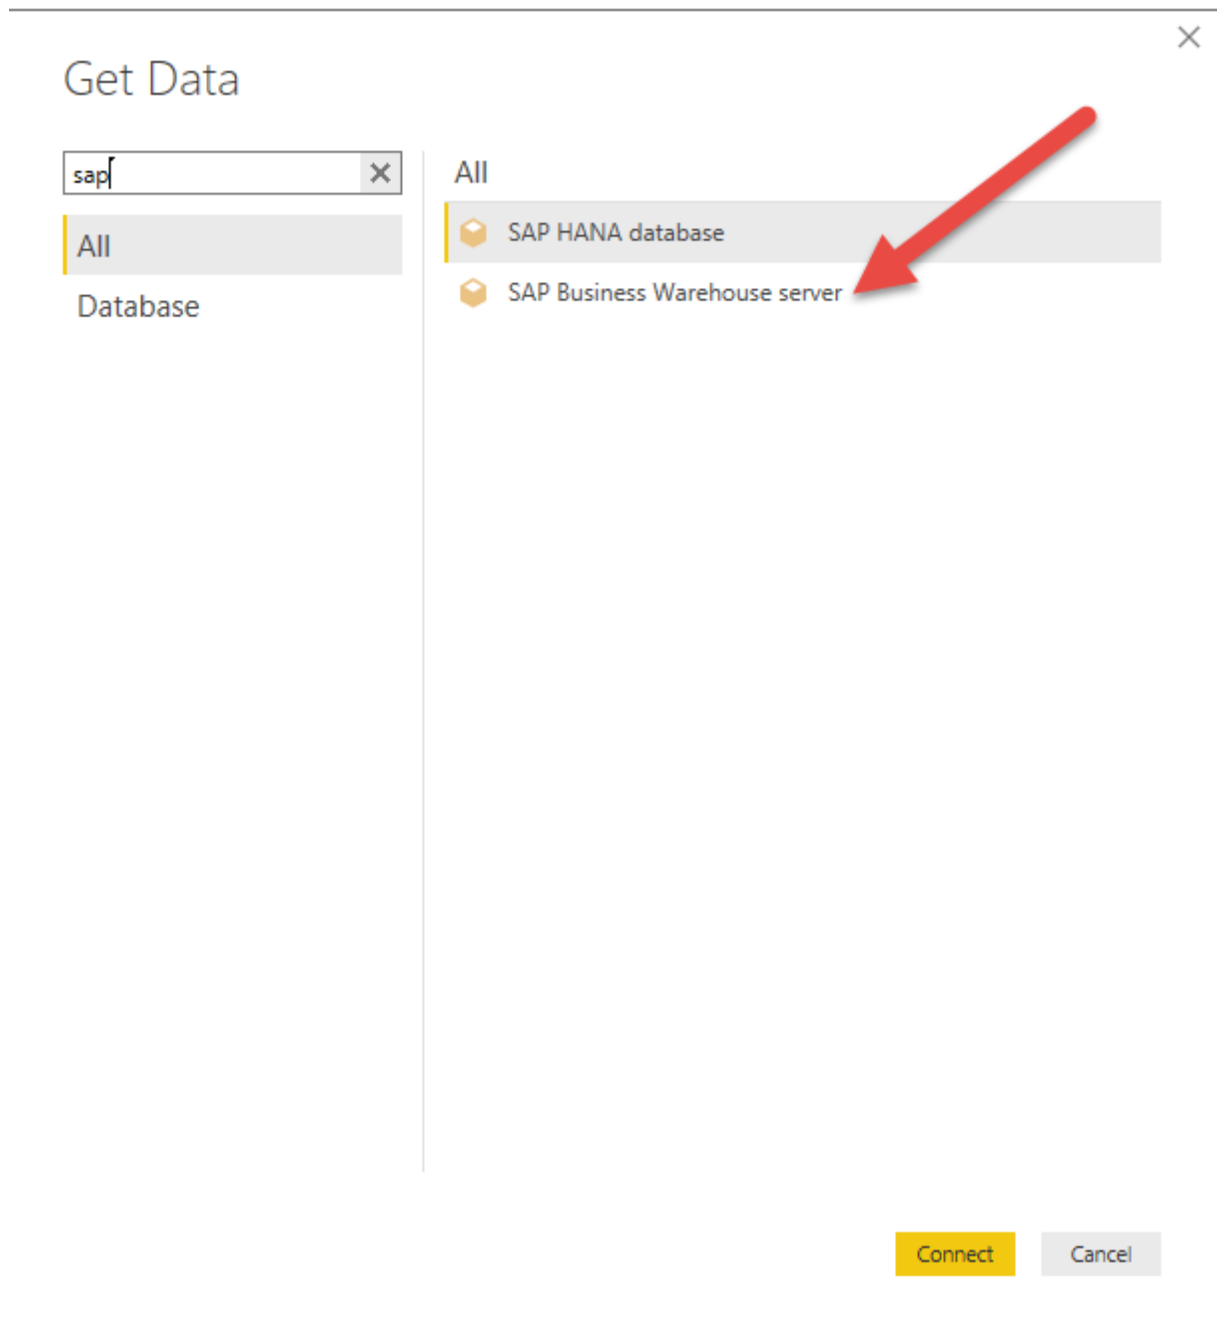 Get Data
sap
All
Database
All
SAP HANA database
SAP Business Warehouse server
Connect
Cancel